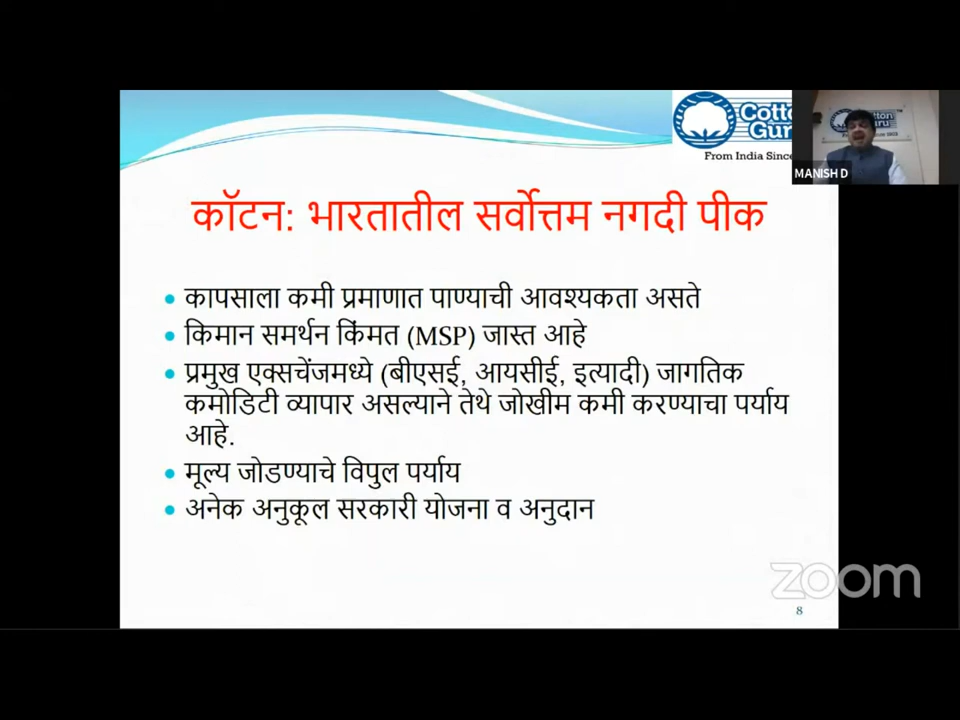 Cotton
Guru
From India Since
MANISH D
कॉटन: भारतातील सर्वोत्तम नगदी पीक
कापसाला कमी प्रमाणात पाण्याची आवश्यकता असते
किमान समर्थन किंमत (MSP) जास्त आहे
प्रमुख एक्सचेंजमध्ये (बीएसई, आयसीई, इत्यादी) जागतिक
कमोडिटी व्यापार असल्याने तेथे जोखीम कमी करण्याचा पर्याय
आहे.
मूल्य जोडण्याचे विपुल पर्याय
अनेक अनुकूल सरकारी योजना व अनुदान
zoom
8